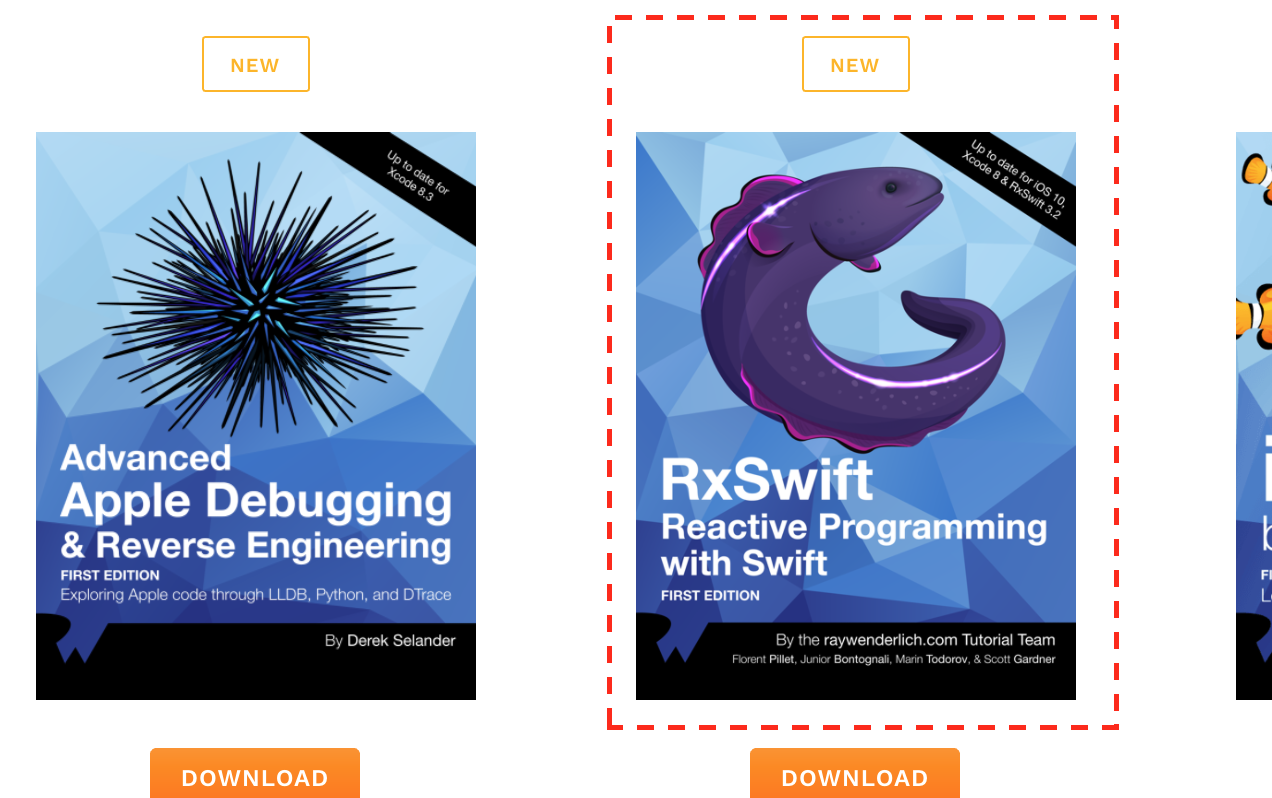 NEW
Up to date for
Xcode 8.3
Advanced
Apple Debugging
& Reverse Engineering
FIRST EDITION
Exploring Apple code through LLDB, Python, and DTrace
By Derek Selander
DOWNLOAD
NEW
Up to date for iOS 10,
Xcode 8 & RxSwift 3.2
RxSwift
Reactive Programming
with Swift
FIRST EDITION
By the raywenderlich.com Tutorial Team
Florent Pillet, Junior Bontognali, Marin Todorov, & Scott Gardner
DOWNLOAD